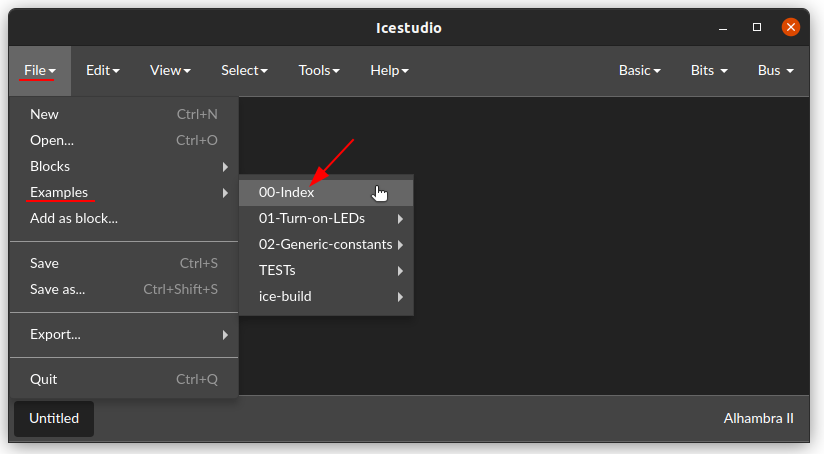 Icestudio
File Edit View Select Tools Help Basic Bits Bus
New Ctrl+N
Open... Ctrl+O
Blocks
Examples
Add as block...
Save Ctrl+S
Save as... Ctrl+Shift+S
Export...
Quit Ctrl+Q
00-Index
01-Turn-on-LEDs
02-Generic-constants
TESTs
ice-build
Untitled Alhambra II